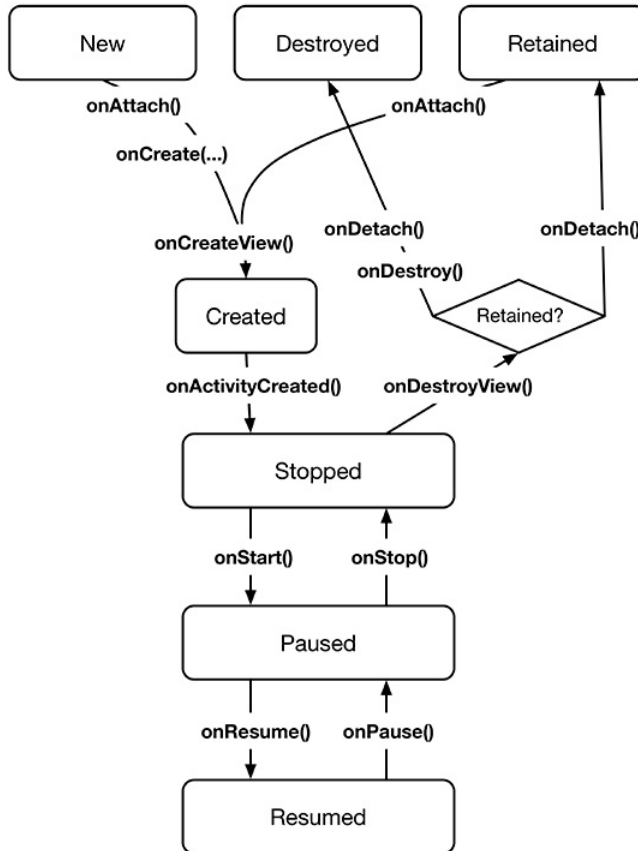 New
Destroyed
Retained
onAttach()
onAttach()
onCreate(...)
onDetach()
onDetach()
onCreateView()
onDestroy()
Created
Retained?
onActivityCreated()
onDestroyView()
Stopped
onStart()
onStop()
Paused
onResume()
onPause()
Resumed